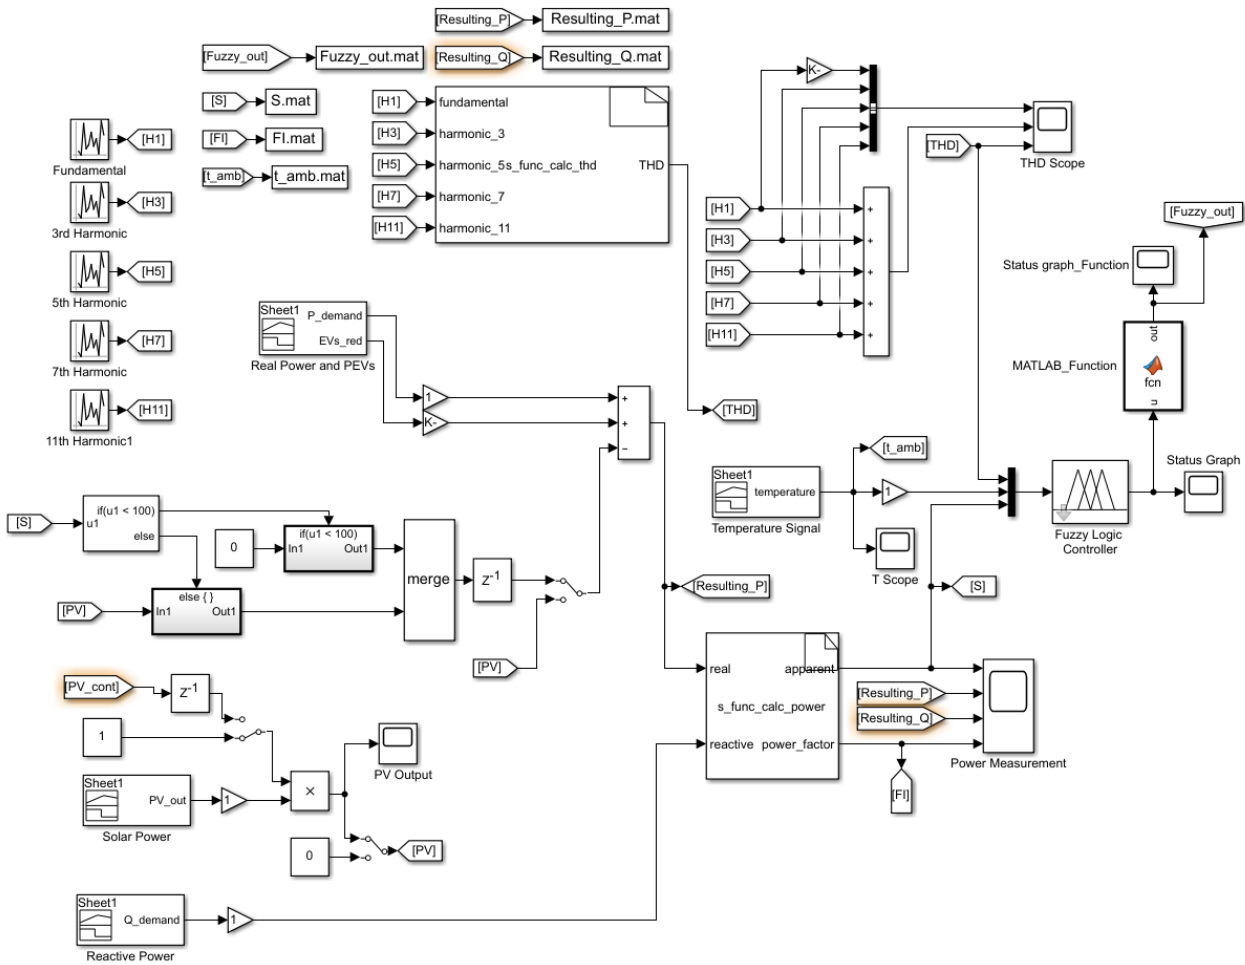 [Resulting_P]
Resulting_P.mat
[Fuzzy_out]
Fuzzy_out.mat
[Resulting_Q]
Resulting_Q.mat
[S]
S.mat
[FI]
FI.mat
[t_amb]
t_amb.mat
[H1]
fundamental
[H3]
harmonic_3
[H5]
harmonic_5
s_func_calc_thd
THD
[H7]
harmonic_7
[H11]
harmonic_11
[H1]
Fundamental
[H3]
3rd Harmonic
[H5]
5th Harmonic
[H7]
7th Harmonic
[H11]
11th Harmonic1
K-
[THD]
THD Scope
[H1]
+
[H3]
+
[H5]
+
[H7]
+
[H11]
+
[Fuzzy_out]
Status graph_Function
out
MATLAB_Function
fcn
u
Sheet1
P_demand
EVs_red
Real Power and PEVs
1
K-
+
+
−
[THD]
[t_amb]
Sheet1
temperature
Temperature Signal
1
T Scope
Fuzzy Logic
Controller
Status Graph
[S]
[S]
u1
if(u1 < 100)
else
if(u1 < 100)
In1
Out1
0
else { }
In1
Out1
[PV]
merge
Z-1
[PV]
[Resulting_P]
real
apparent
s_func_calc_power
reactive
power_factor
[Resulting_P]
[Resulting_Q]
Power Measurement
[FI]
[PV_cont]
Z-1
1
PV Output
Sheet1
PV_out
Solar Power
1
×
0
[PV]
Sheet1
Q_demand
Reactive Power
1